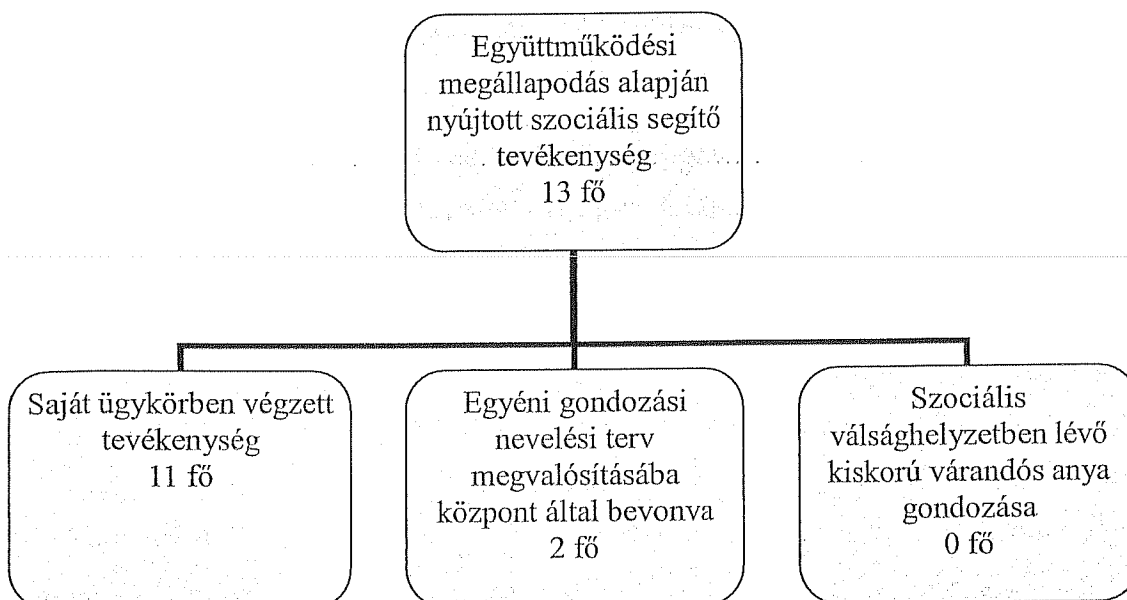 Együttműködési
megállapodás alapján
nyújtott szociális segítő
tevékenység
13 fő
Saját ügykörben végzett
tevékenység
11 fő
Egyéni gondozási
nevelési terv
megvalósításába
központ által bevonva
2 fő
Szociális
válsághelyzetben lévő
kiskorú várandós anya
gondozása
0 fő